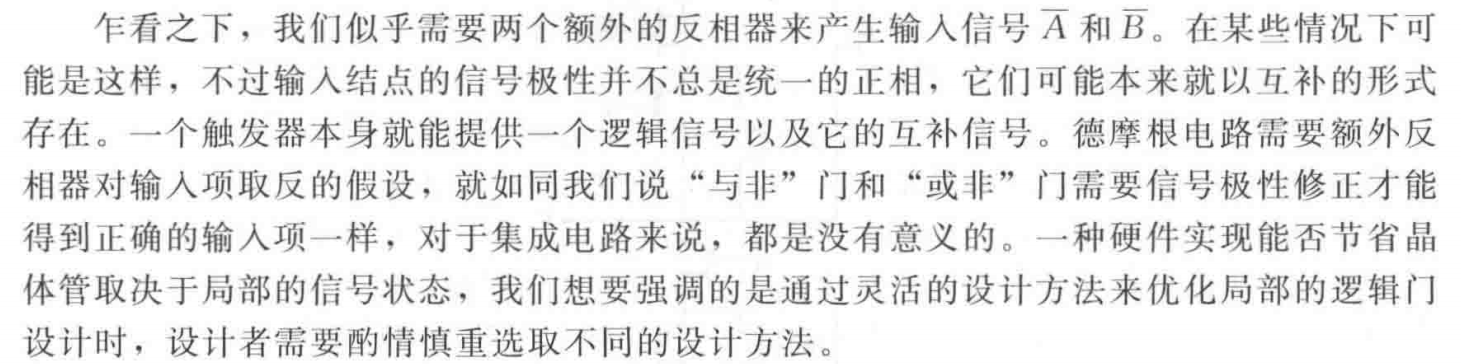 乍看之下，我们似乎需要两个额外的反相器来产生输入信号 A̅ 和 B̅。在某些情况下可
能是这样，不过输入结点的信号极性并不总是统一的正相，它们可能本来就以互补的形式
存在。一个触发器本身就能提供一个逻辑信号以及它的互补信号。德摩根电路需要额外反
相器对输入项取反的假设，就如同我们说“与非”门和“或非”门需要信号极性修正才能
得到正确的输入项一样，对于集成电路来说，都是没有意义的。一种硬件实现能否节省晶
体管取决于局部的信号状态，我们想要强调的是通过灵活的设计方法来优化局部的逻辑门
设计时，设计者需要酌情慎重选取不同的设计方法。